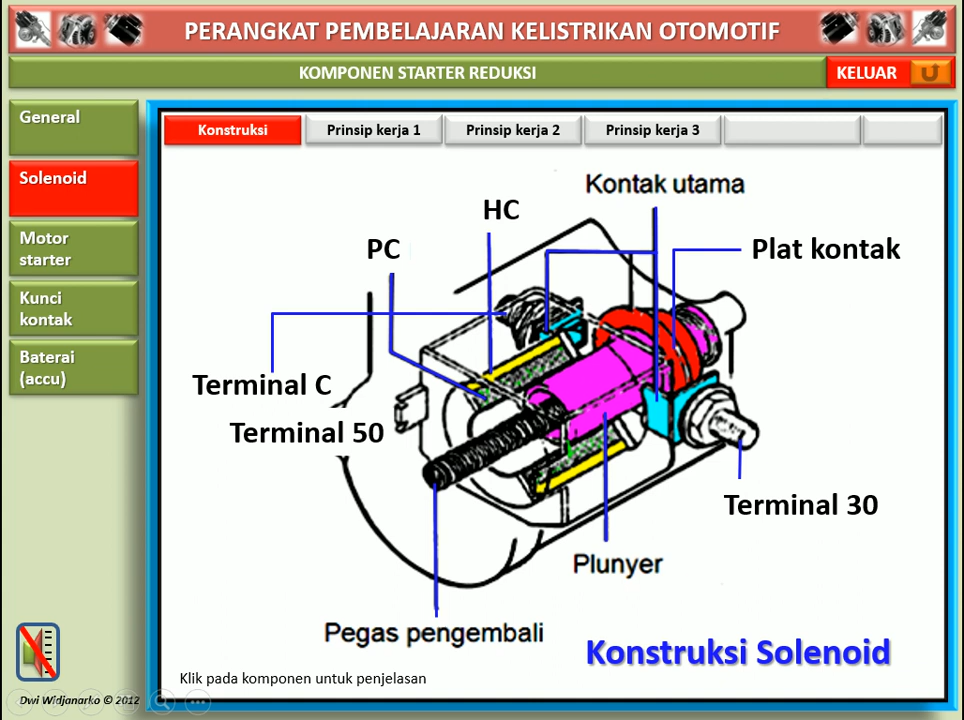 PERANGKAT PEMBELAJARAN KELISTRIKAN OTOMOTIF
KOMPONEN STARTER REDUKSI
KELUAR
General
Solenoid
Motor
starter
Kunci
kontak
Baterai
(accu)
Konstruksi
Prinsip kerja 1
Prinsip kerja 2
Prinsip kerja 3
Kontak utama
HC
PC
Plat kontak
Terminal C
Terminal 50
Terminal 30
Plunyer
Pegas pengembali
Konstruksi Solenoid
Klik pada komponen untuk penjelasan
Dwi Widjanarko © 2012